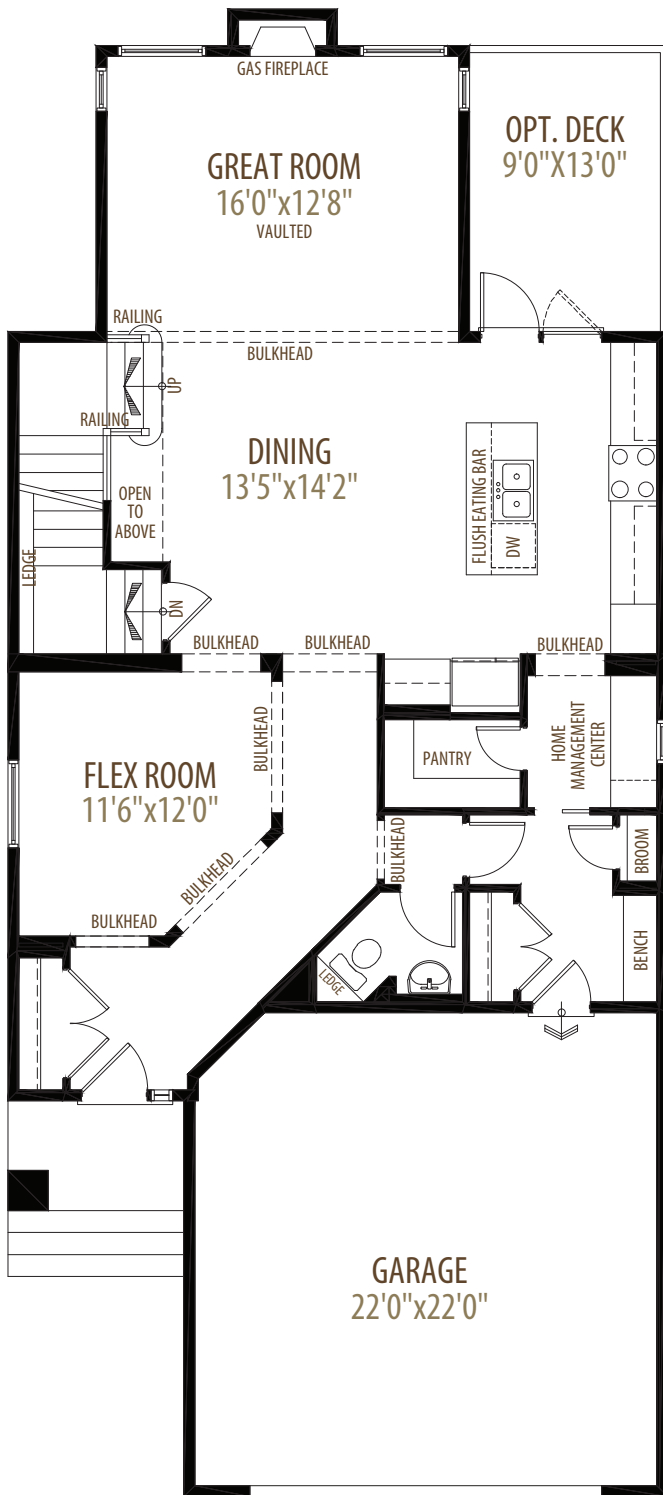 GAS FIREPLACE
GREAT ROOM
16'0"x12'8"
VAULTED
OPT. DECK
9'0"X13'0"
RAILING
BULKHEAD
UP
RAILING
DINING
13'5"x14'2"
OPEN
TO
ABOVE
FLUSH EATING BAR
DW
LEDGE
DN
BULKHEAD
BULKHEAD
BULKHEAD
BULKHEAD
FLEX ROOM
11'6"x12'0"
PANTRY
HOME
MANAGEMENT
CENTER
BULKHEAD
BULKHEAD
BROOM
BULKHEAD
BENCH
LEDGE
GARAGE
22'0"x22'0"